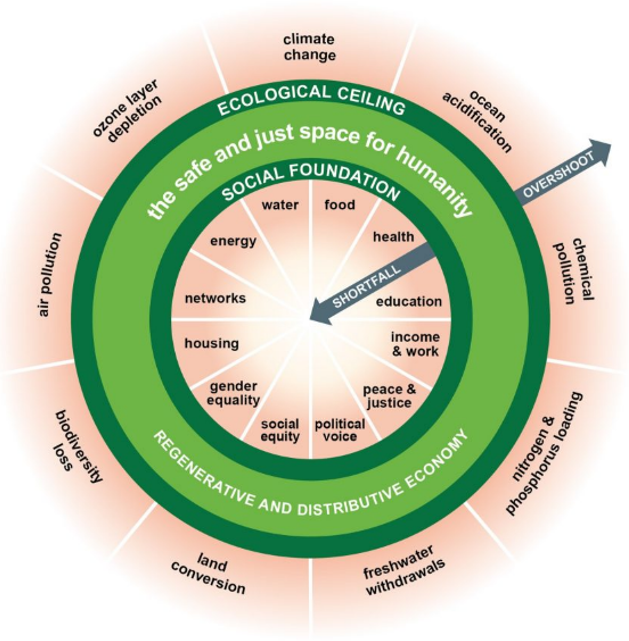 climate
change
ozone layer
depletion
ocean
acidification
ECOLOGICAL CEILING
the safe and just space for humanity
SOCIAL FOUNDATION
OVERSHOOT
water
food
energy
health
SHORTFALL
air pollution
chemical
pollution
networks
education
housing
income
& work
gender
equality
peace &
justice
social
equity
political
voice
biodiversity
loss
nitrogen &
phosphorus loading
REGENERATIVE AND DISTRIBUTIVE ECONOMY
land
conversion
freshwater
withdrawals